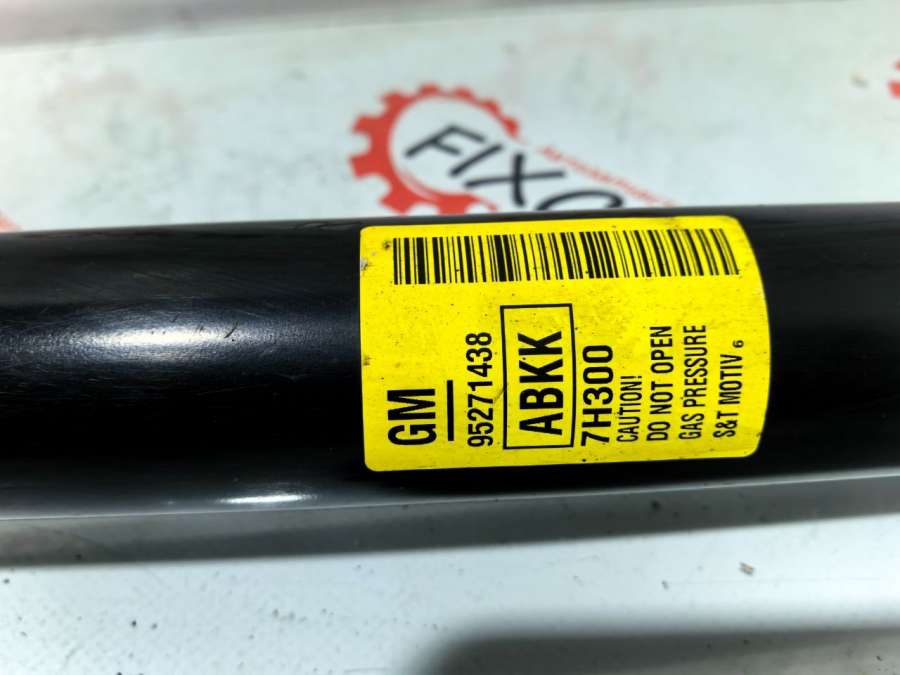 FIXO
GM
95271438
ABKK
7H300
CAUTION!
DO NOT OPEN
GAS PRESSURE
S&T MOTIV 6